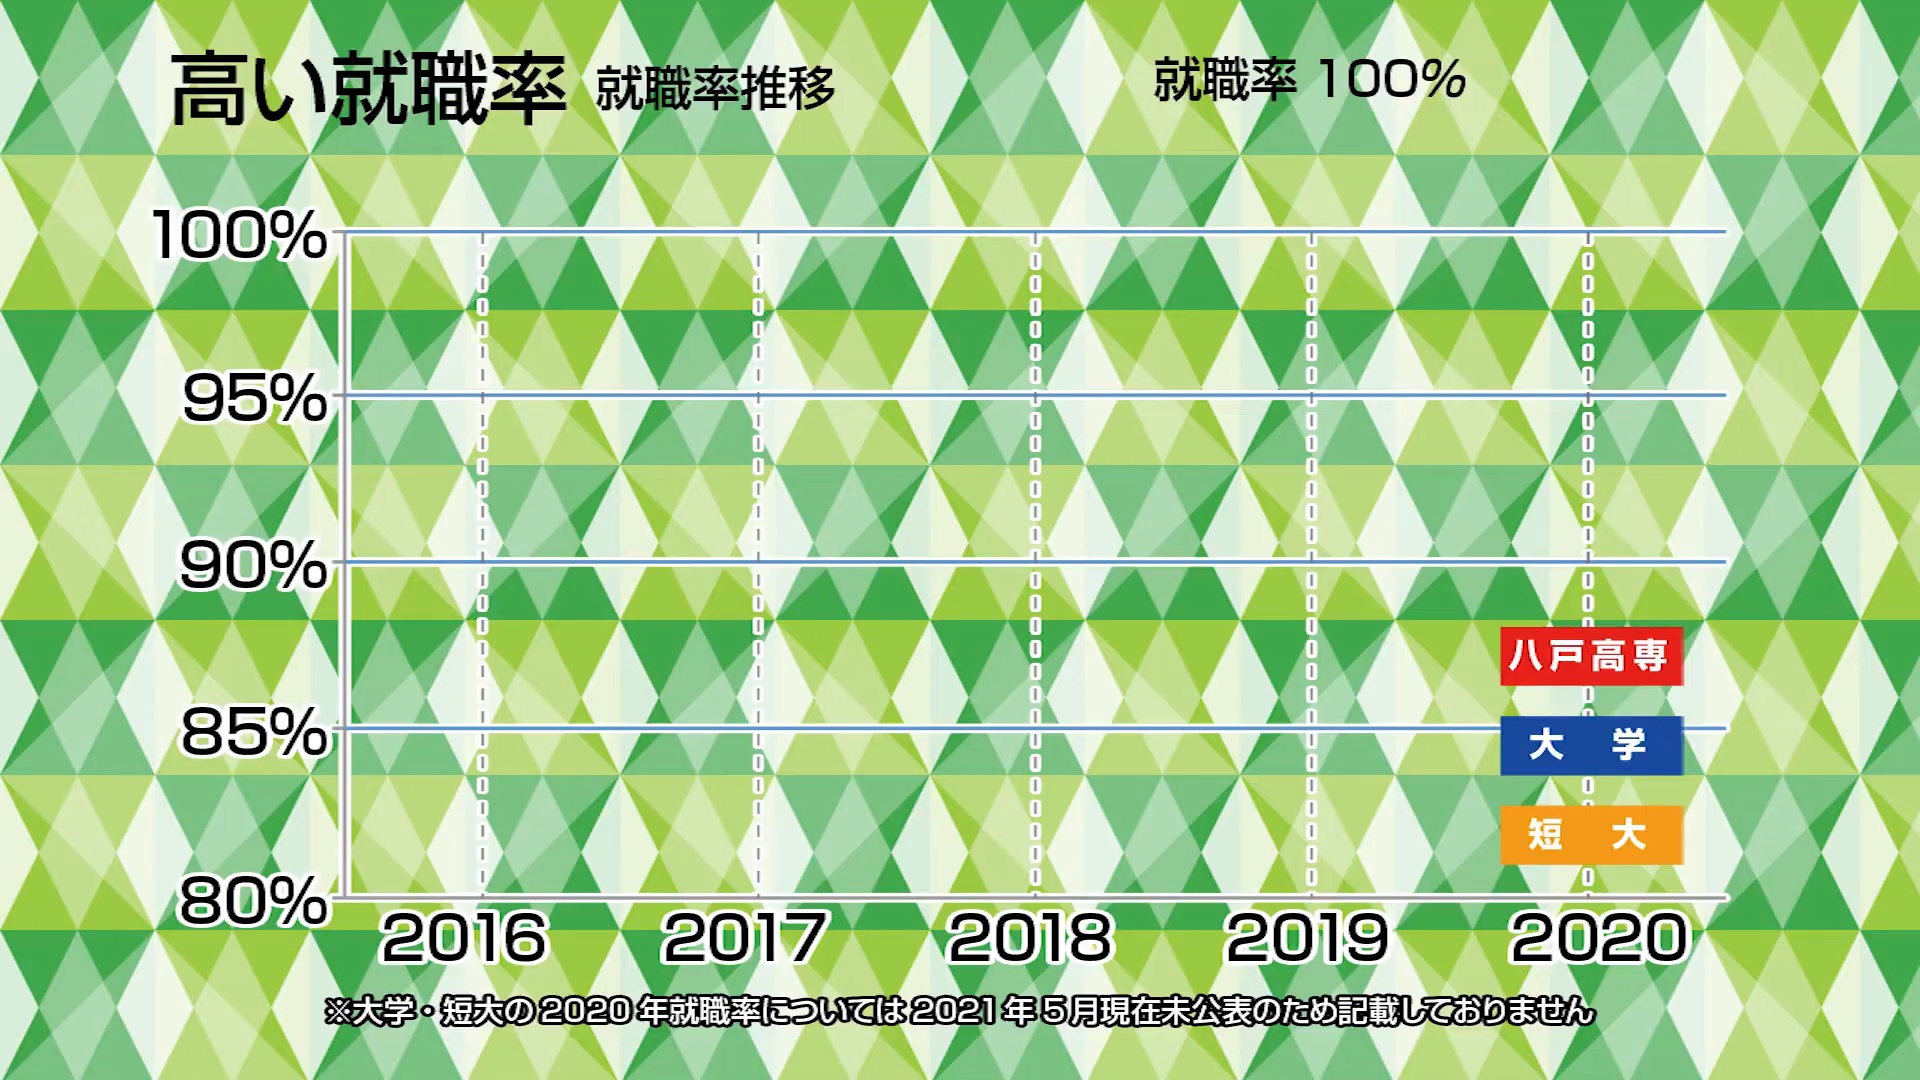 高い就職率 就職率推移
就職率 100%
100%
95%
90%
85%
80%
八戸高専
大 学
短 大
2016 2017 2018 2019 2020
※大学・短大の2020年就職率については2021年5月現在未公表のため記載しておりません